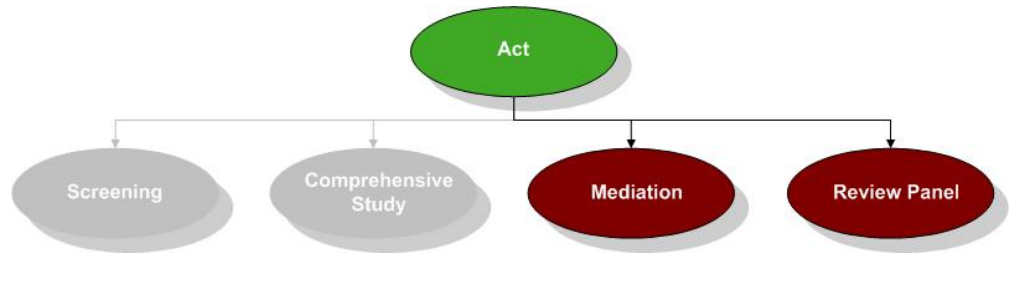 Act
Screening
Comprehensive
Study
Mediation
Review Panel